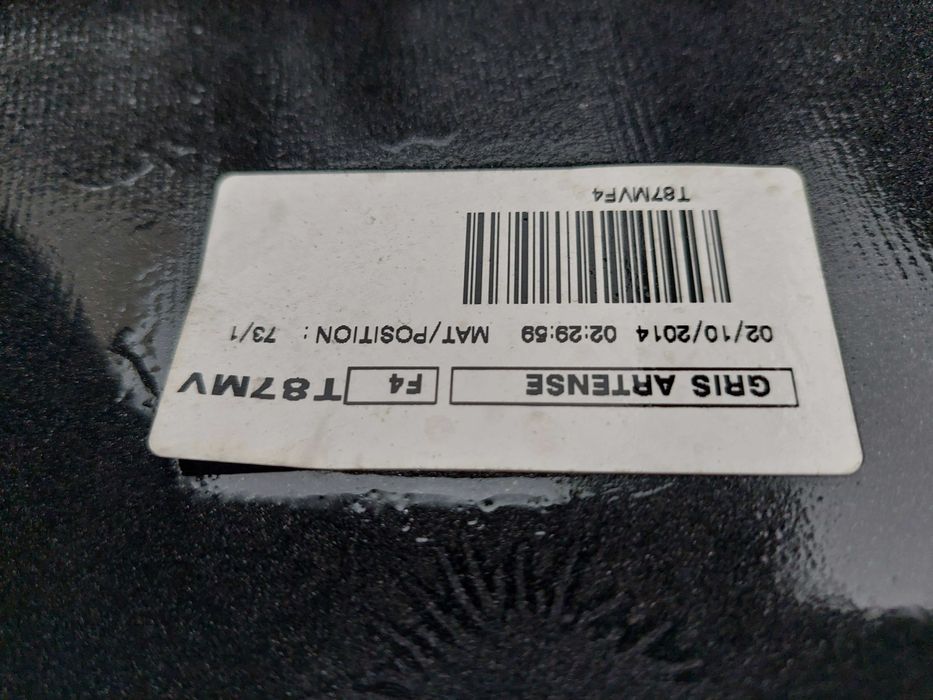 GRIS ARTENSE F4 T87MV
02/10/2014 02:29:59 MAT/POSITION : 73/1
T87MVF4